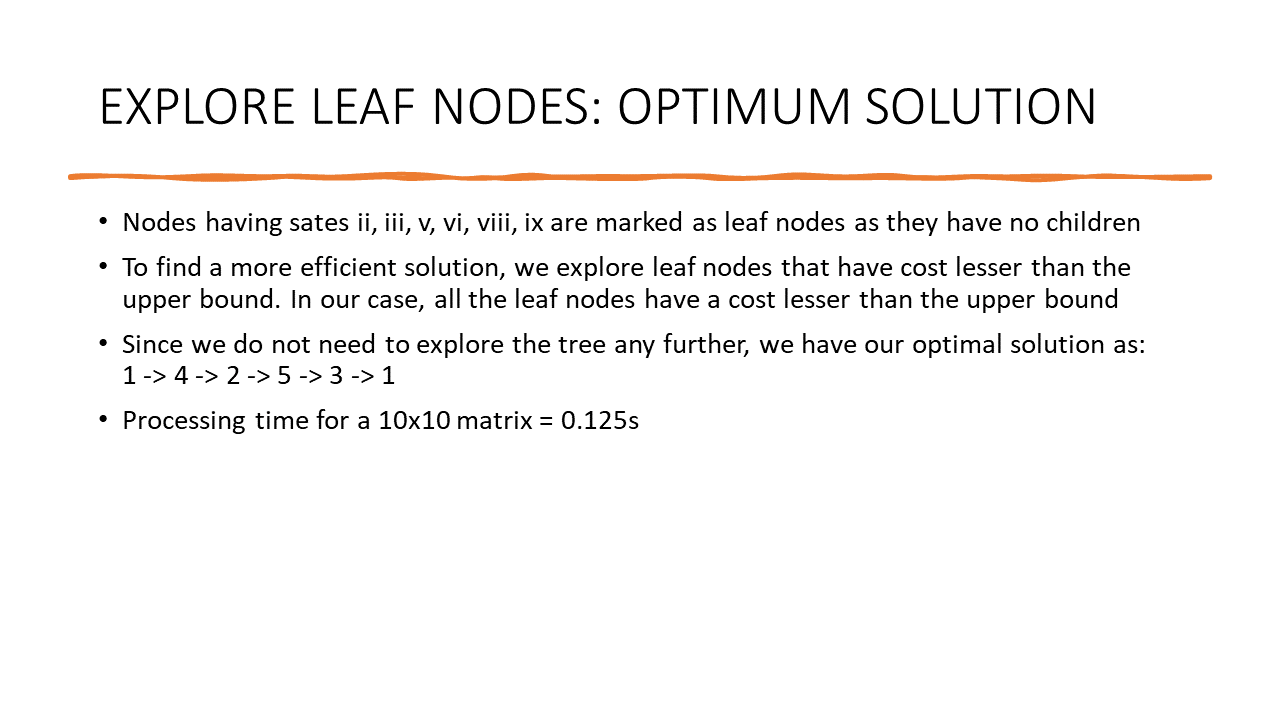 EXPLORE LEAF NODES: OPTIMUM SOLUTION
• Nodes having sates ii, iii, v, vi, viii, ix are marked as leaf nodes as they have no children
• To find a more efficient solution, we explore leaf nodes that have cost lesser than the
upper bound. In our case, all the leaf nodes have a cost lesser than the upper bound
• Since we do not need to explore the tree any further, we have our optimal solution as:
1 -> 4 -> 2 -> 5 -> 3 -> 1
• Processing time for a 10x10 matrix = 0.125s